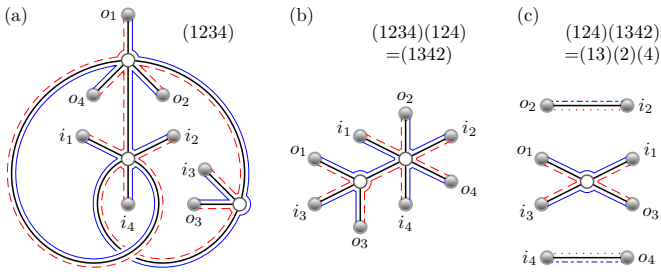 (a)
(1234)
o1
o4
o2
i1
i2
i3
o3
i4
(b)
(1234)(124)
=(1342)
o2
i1
i2
o1
i3
o4
i4
o3
(c)
(124)(1342)
=(13)(2)(4)
o2
i2
o1
i1
i3
o3
i4
o4